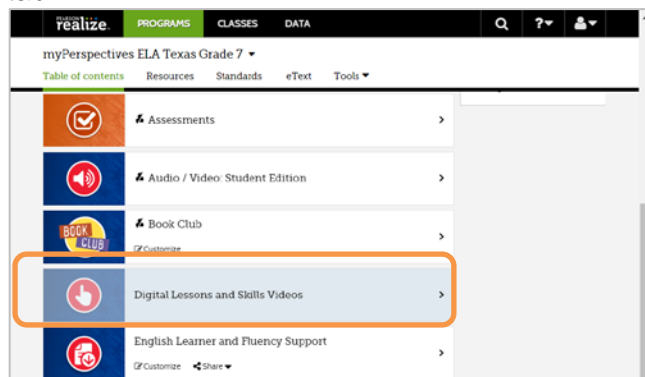 PEARSON
realize.
PROGRAMS CLASSES DATA
?
myPerspectives ELA Texas Grade 7
Table of contents Resources Standards eText Tools
Assessments
Audio / Video: Student Edition
BOOK CLUB
Book Club
Customize
Digital Lessons and Skills Videos
English Learner and Fluency Support
Customize Share